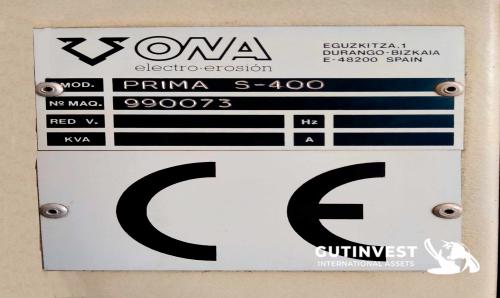 ONA
electro-erosión
EGUZKITZA,1
DURANGO-BIZKAIA
E-48200 SPAIN
MOD. PRIMA S-400
Nº MAQ. 990073
RED V. Hz
KVA A
CE
GUTINVEST
INTERNATIONAL ASSETS